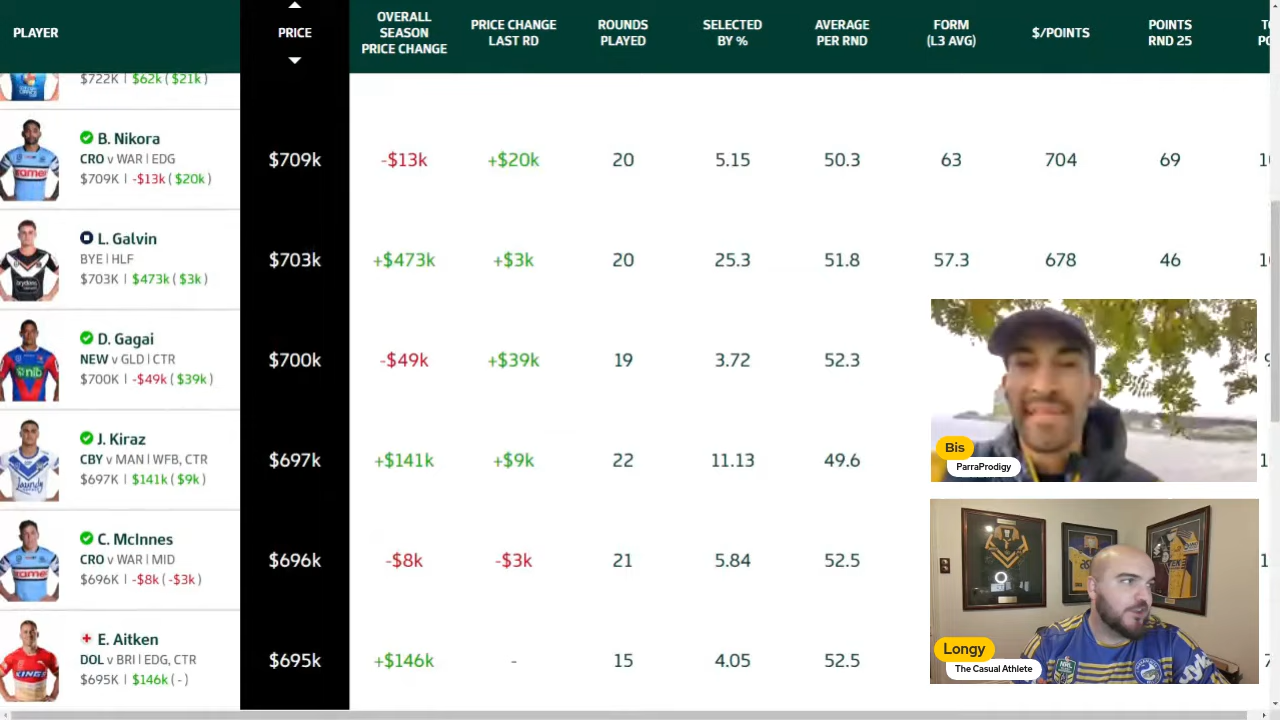 PLAYER
PRICE
OVERALL
SEASON
PRICE CHANGE
PRICE CHANGE
LAST RD
ROUNDS
PLAYED
SELECTED
BY %
AVERAGE
PER RND
FORM
(L3 AVG)
$/POINTS
POINTS
RND 25
$722K | $62k ( $21k )
B. Nikora
CRO v WAR | EDG
$709K | -$13k ( $20k )
$709k
-$13k
+$20k
20
5.15
50.3
63
704
69
L. Galvin
BYE | HLF
$703K | $473k ( $3k )
$703k
+$473k
+$3k
20
25.3
51.8
57.3
678
46
D. Gagai
NEW v GLD | CTR
$700K | -$49k ( $39k )
$700k
-$49k
+$39k
19
3.72
52.3
J. Kiraz
CBY v MAN | WFB, CTR
$697K | $141k ( $9k )
$697k
+$141k
+$9k
22
11.13
49.6
C. McInnes
CRO v WAR | MID
$696K | -$8k ( -$3k )
$696k
-$8k
-$3k
21
5.84
52.5
E. Aitken
DOL v BRI | EDG, CTR
$695K | $146k ( - )
$695k
+$146k
-
15
4.05
52.5
Bis
ParraProdigy
Longy
The Casual Athlete